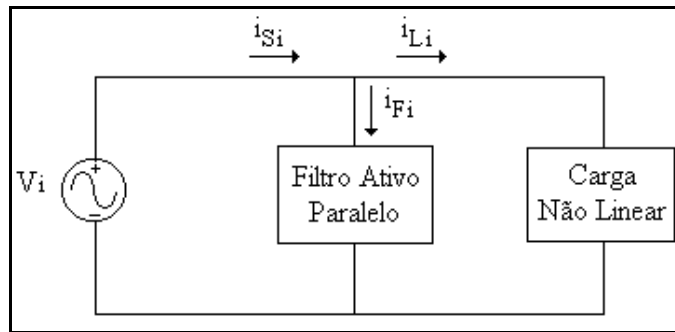 iSi
iLi
iFi
Vi
+
−
Filtro Ativo
Paralelo
Carga
Não Linear